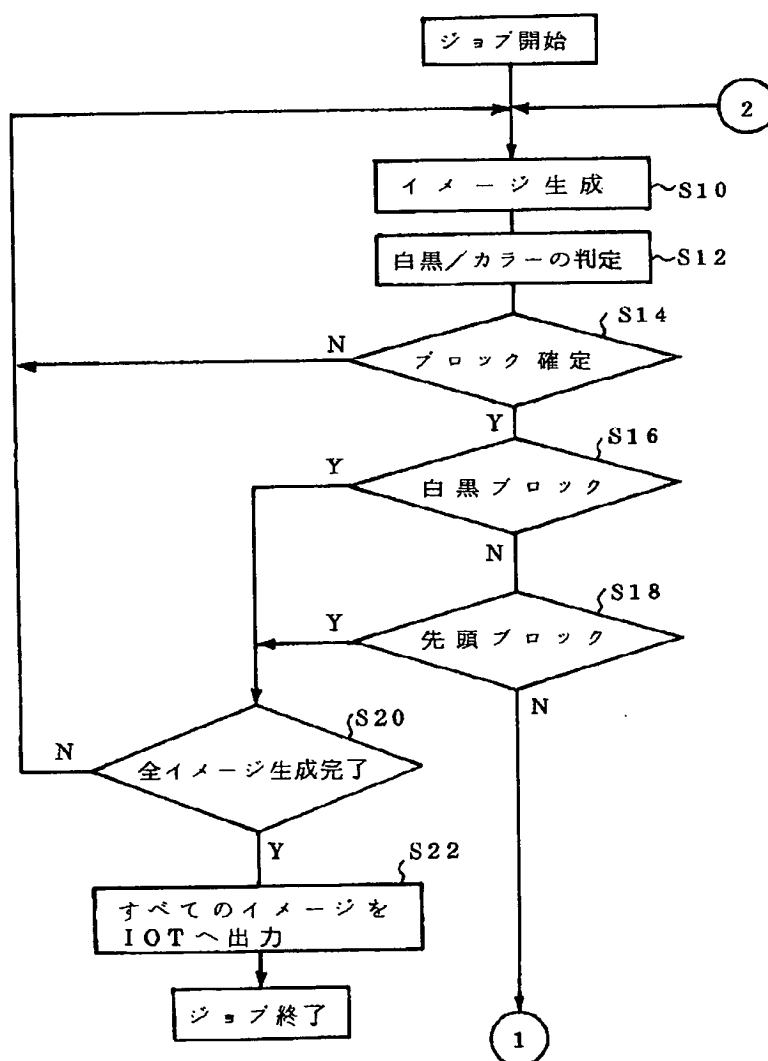 ジョブ開始
2
イメージ生成
S10
白黒/カラーの判定
S12
S14
N
ブロック確定
Y
S16
Y
白黒ブロック
N
S18
Y
先頭ブロック
N
S20
N
全イメージ生成完了
Y
S22
すべてのイメージを
IOTへ出力
ジョブ終了
1